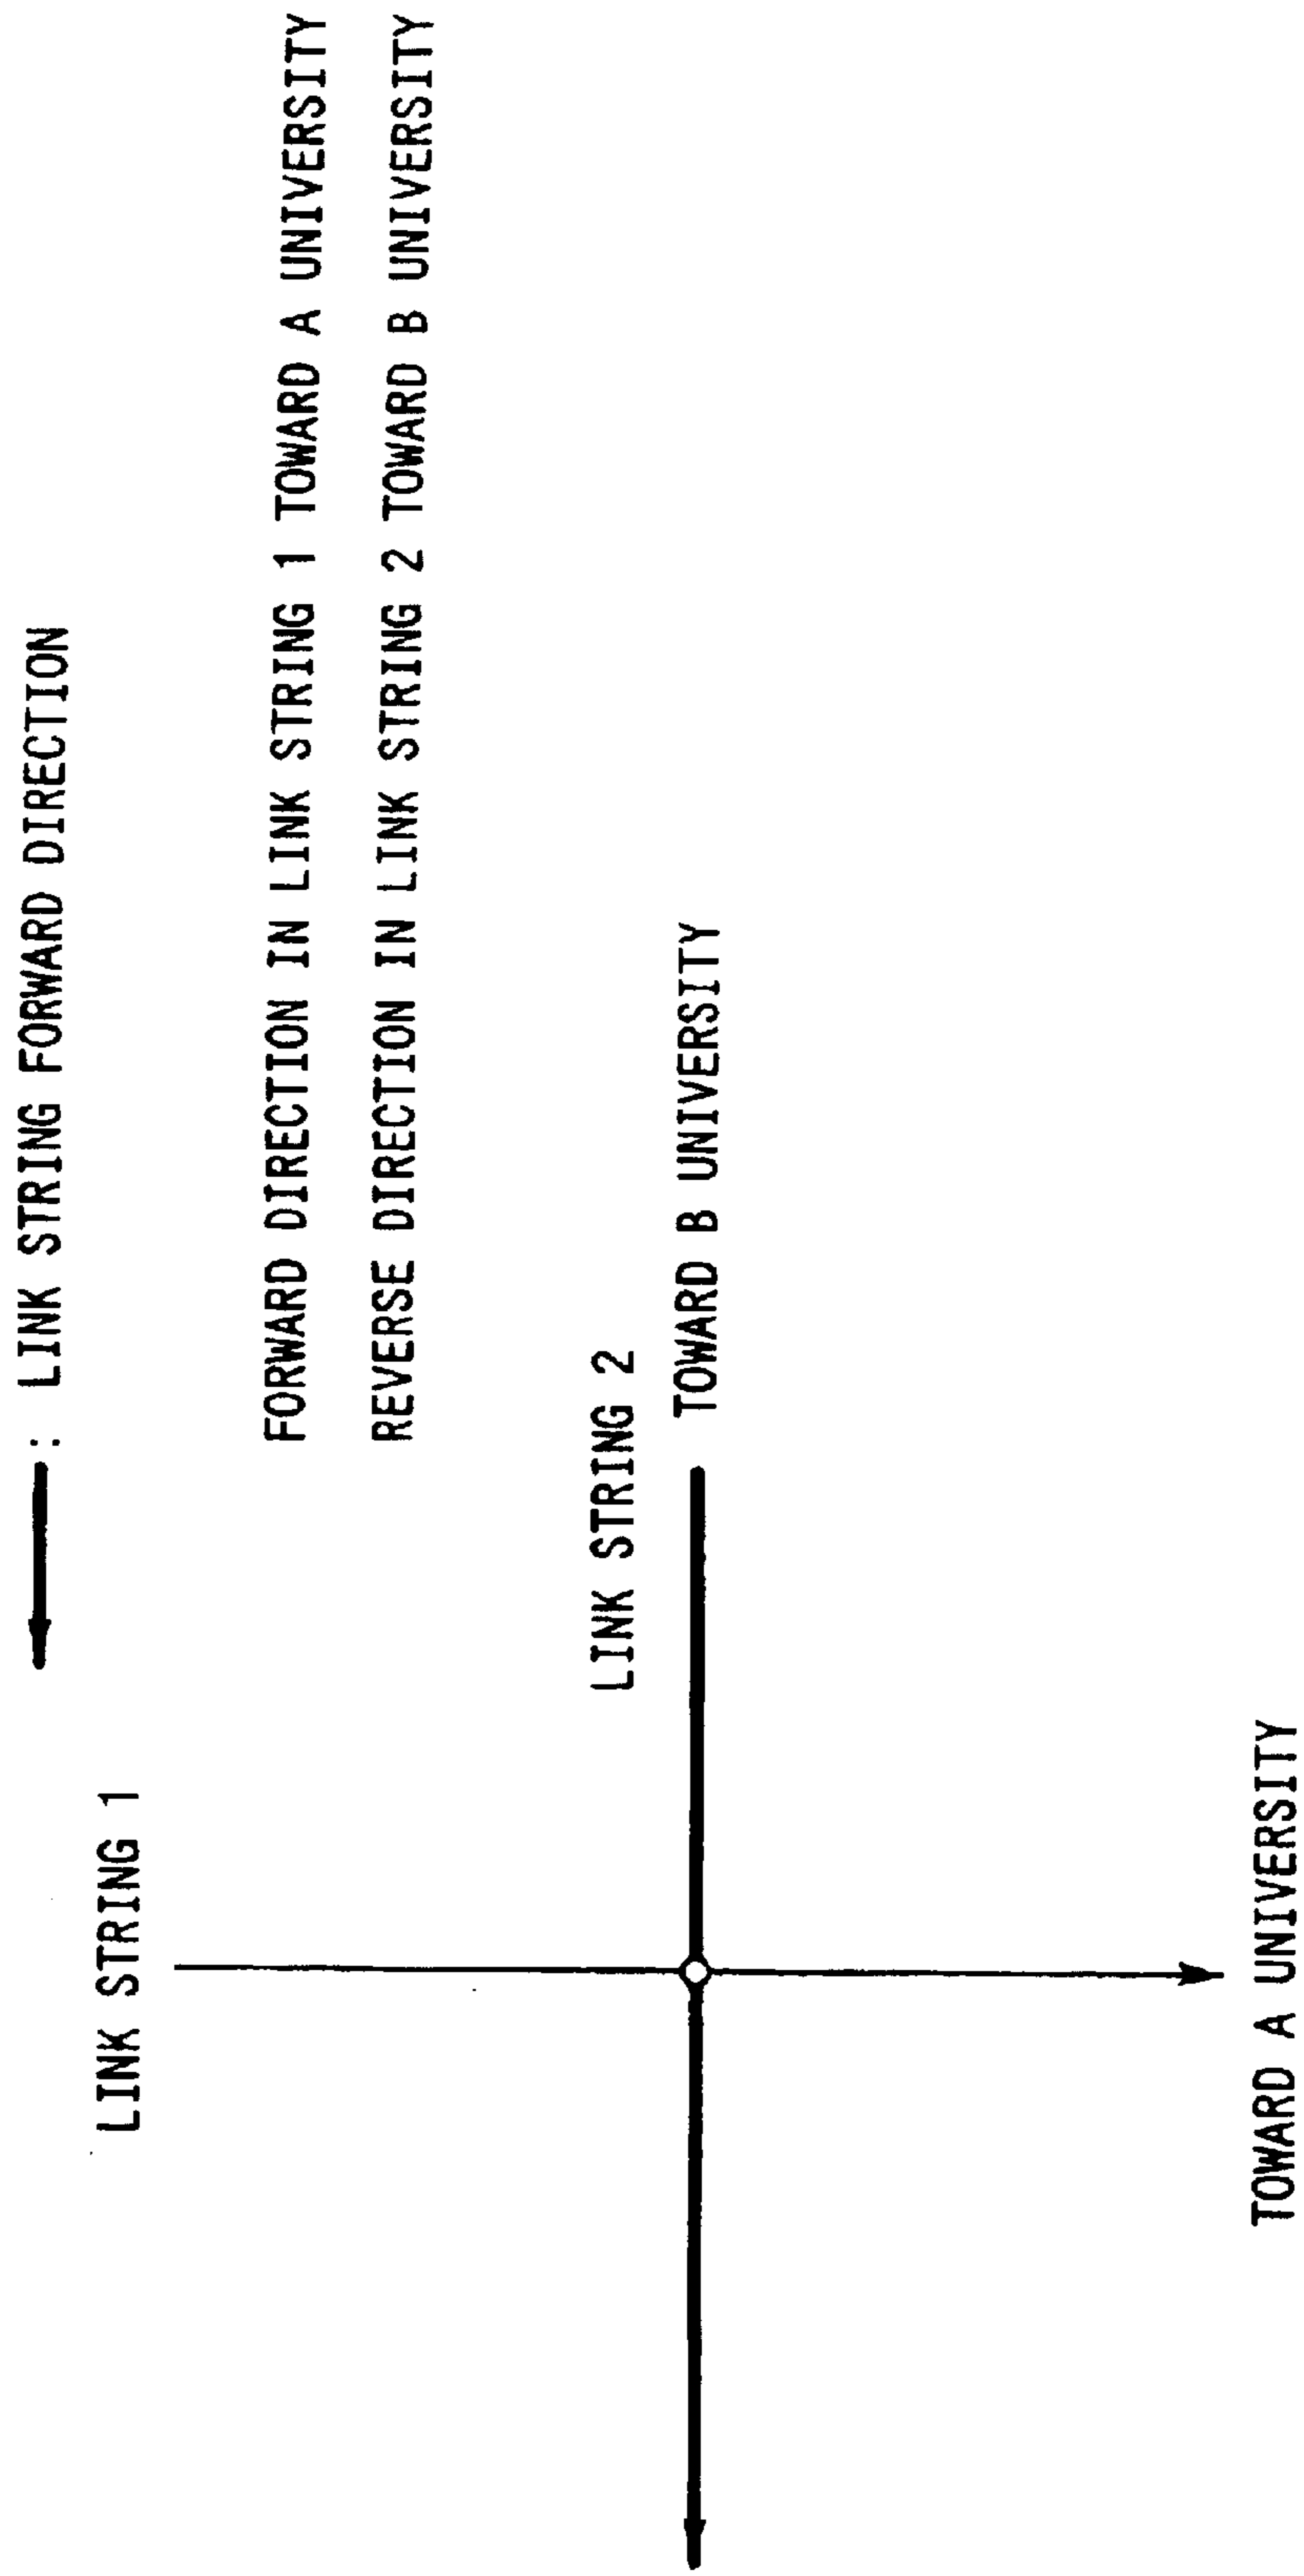 : LINK STRING FORWARD DIRECTION
LINK STRING 1
FORWARD DIRECTION IN LINK STRING 1 TOWARD A UNIVERSITY
REVERSE DIRECTION IN LINK STRING 2 TOWARD B UNIVERSITY
LINK STRING 2
TOWARD B UNIVERSITY
TOWARD A UNIVERSITY